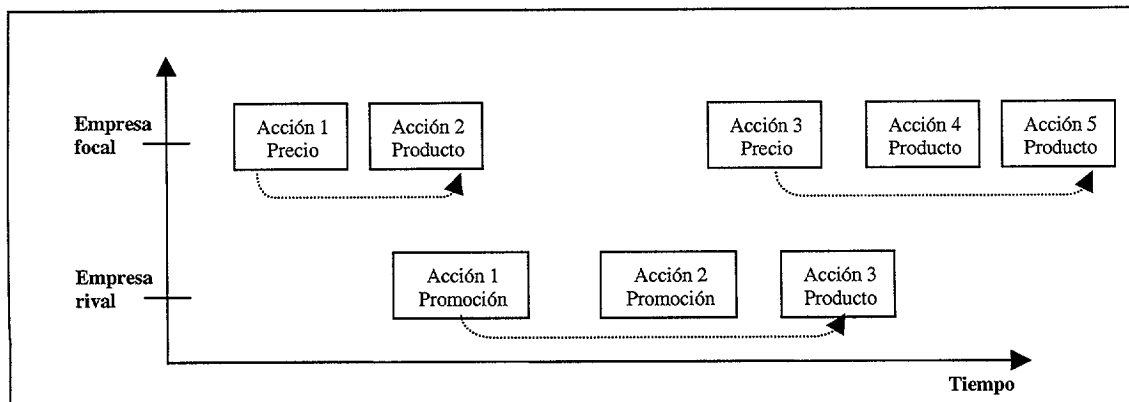 Empresa
focal
Acción 1
Precio
Acción 2
Producto
Acción 3
Precio
Acción 4
Producto
Acción 5
Producto
Empresa
rival
Acción 1
Promoción
Acción 2
Promoción
Acción 3
Producto
Tiempo